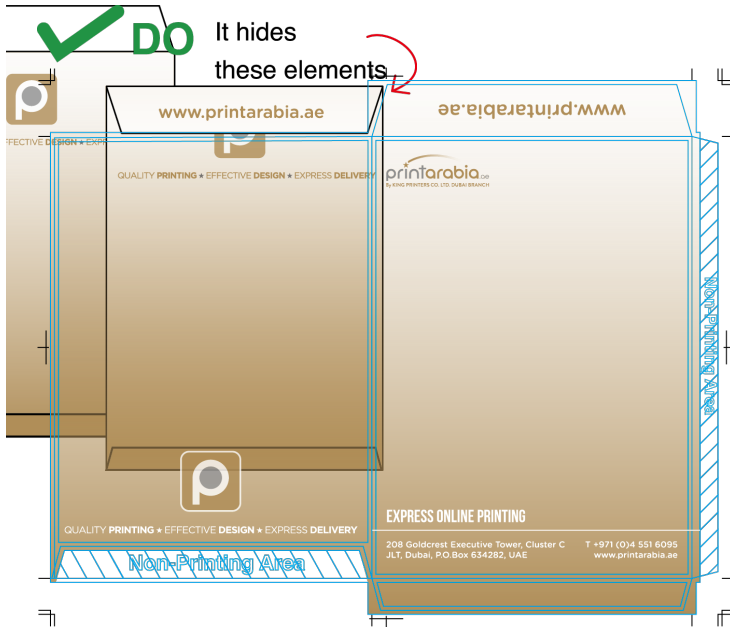 DO
It hides
these elements
www.printarabia.ae
www.printarabia.ae
FECTIVE DESIGN ★ EXP
QUALITY PRINTING ★ EFFECTIVE DESIGN ★ EXPRESS DELIVERY
printarabia.ae
By KING PRINTERS CO. LTD. DUBAI BRANCH
Non-Printing Area
EXPRESS ONLINE PRINTING
QUALITY PRINTING ★ EFFECTIVE DESIGN ★ EXPRESS DELIVERY
208 Goldcrest Executive Tower, Cluster C
JLT, Dubai, P.O.Box 634282, UAE
T +971 (0)4 551 6095
www.printarabia.ae
Non-Printing Area